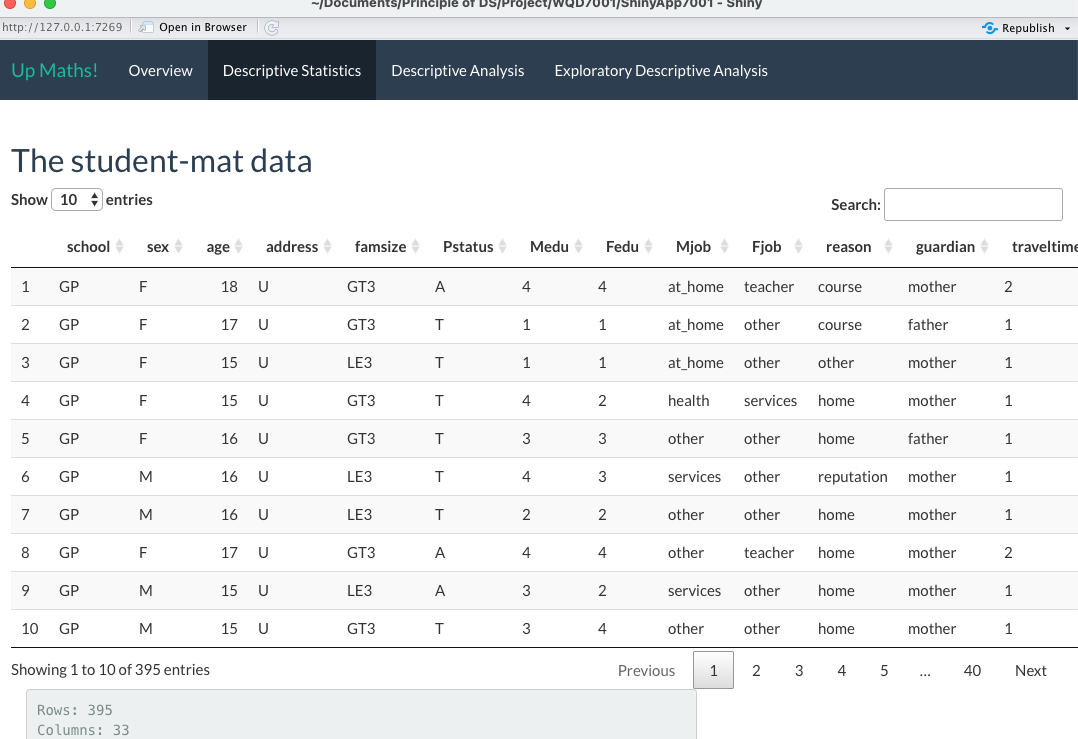 ~/Documents/Principle of DS/Project/WQD7001/ShinyApp7001 - Shiny
http://127.0.0.1:7269 Open in Browser Republish
Up Maths! Overview Descriptive Statistics Descriptive Analysis Exploratory Descriptive Analysis
The student-mat data
Show 10 entries Search:
school sex age address famsize Pstatus Medu Fedu Mjob Fjob reason guardian traveltime
1 GP F 18 U GT3 A 4 4 at_home teacher course mother 2
2 GP F 17 U GT3 T 1 1 at_home other course father 1
3 GP F 15 U LE3 T 1 1 at_home other other mother 1
4 GP F 15 U GT3 T 4 2 health services home mother 1
5 GP F 16 U GT3 T 3 3 other other home father 1
6 GP M 16 U LE3 T 4 3 services other reputation mother 1
7 GP M 16 U LE3 T 2 2 other other home mother 1
8 GP F 17 U GT3 A 4 4 other teacher home mother 2
9 GP M 15 U LE3 A 3 2 services other home mother 1
10 GP M 15 U GT3 T 3 4 other other home mother 1
Showing 1 to 10 of 395 entries Previous 1 2 3 4 5 ... 40 Next
Rows: 395
Columns: 33